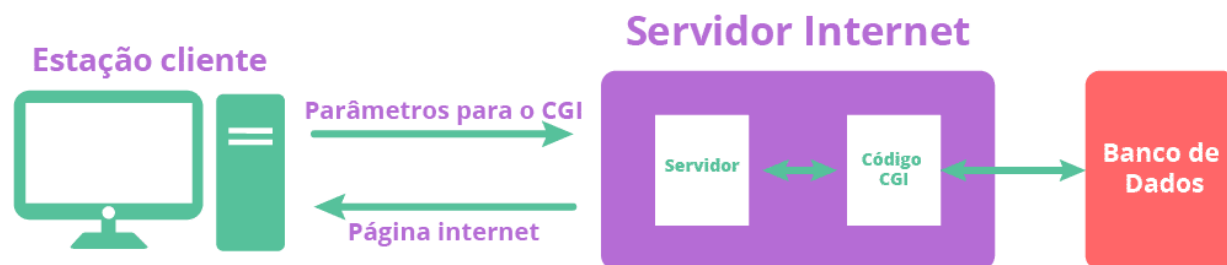 Servidor Internet
Estação cliente
Parâmetros para o CGI
Página internet
Servidor
Código
CGI
Banco de
Dados